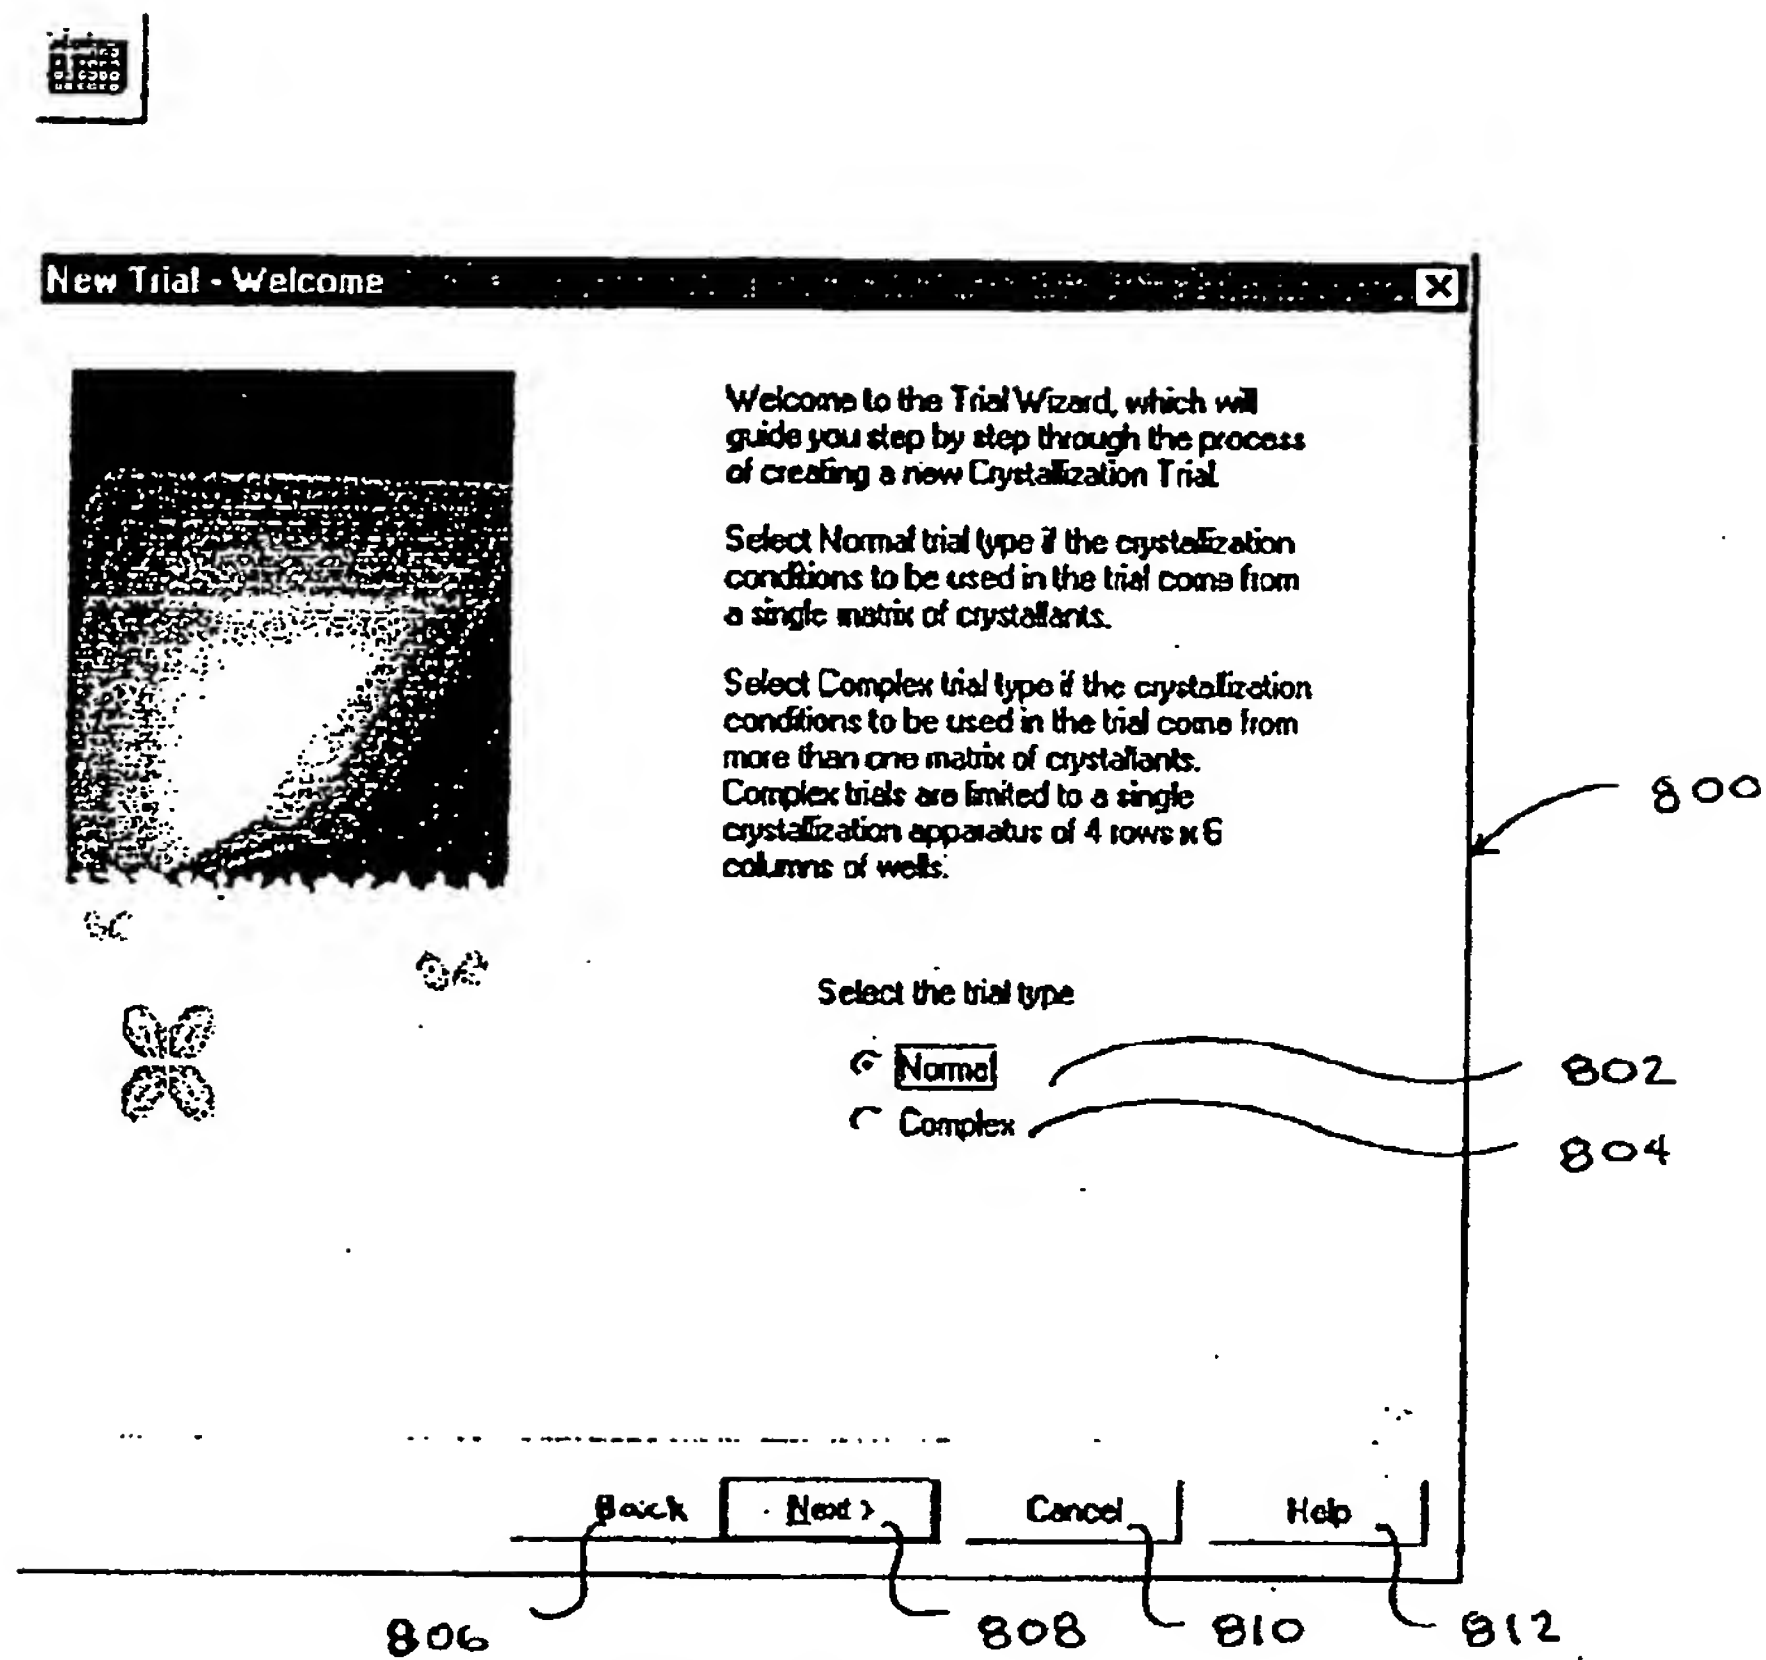 New Trial - Welcome
Welcome to the Trial Wizard, which will
guide you step by step through the process
of creating a new Crystallization Trial.
Select Normal trial type if the crystallization
conditions to be used in the trial come from
a single matrix of crystallants.
Select Complex trial type if the crystallization
conditions to be used in the trial come from
more than one matrix of crystallants.
Complex trials are limited to a single
crystallization apparatus of 4 rows x 6
columns of wells.
800
Select the trial type
Normal
802
Complex
804
Back
Next >
Cancel
Help
806
808
810
812